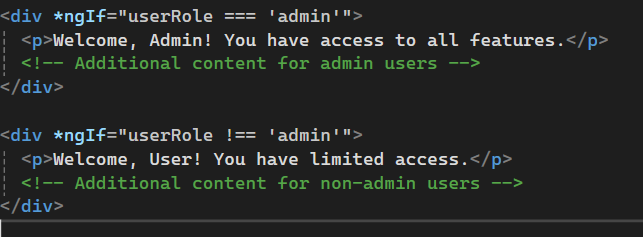 <div *ngIf="userRole === 'admin'">
<p>Welcome, Admin! You have access to all features.</p>
<!-- Additional content for admin users -->
</div>
<div *ngIf="userRole !== 'admin'">
<p>Welcome, User! You have limited access.</p>
<!-- Additional content for non-admin users -->
</div>